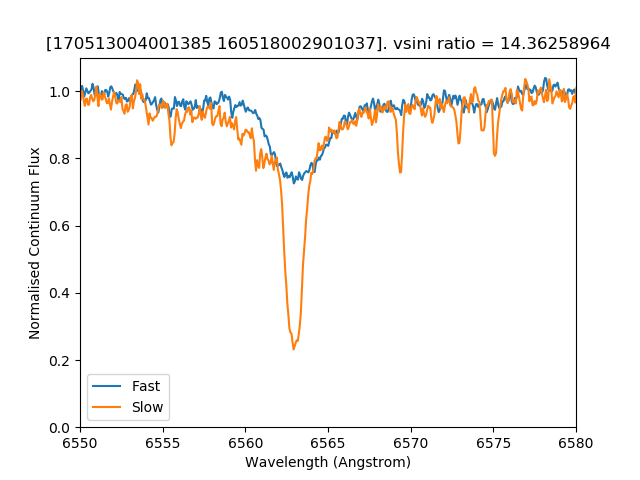 [170513004001385 160518002901037]. vsini ratio = 14.36258964
1.0
0.8
0.6
0.4
0.2
0.0
Normalised Continuum Flux
Fast
Slow
6550 6555 6560 6565 6570 6575 6580
Wavelength (Angstrom)